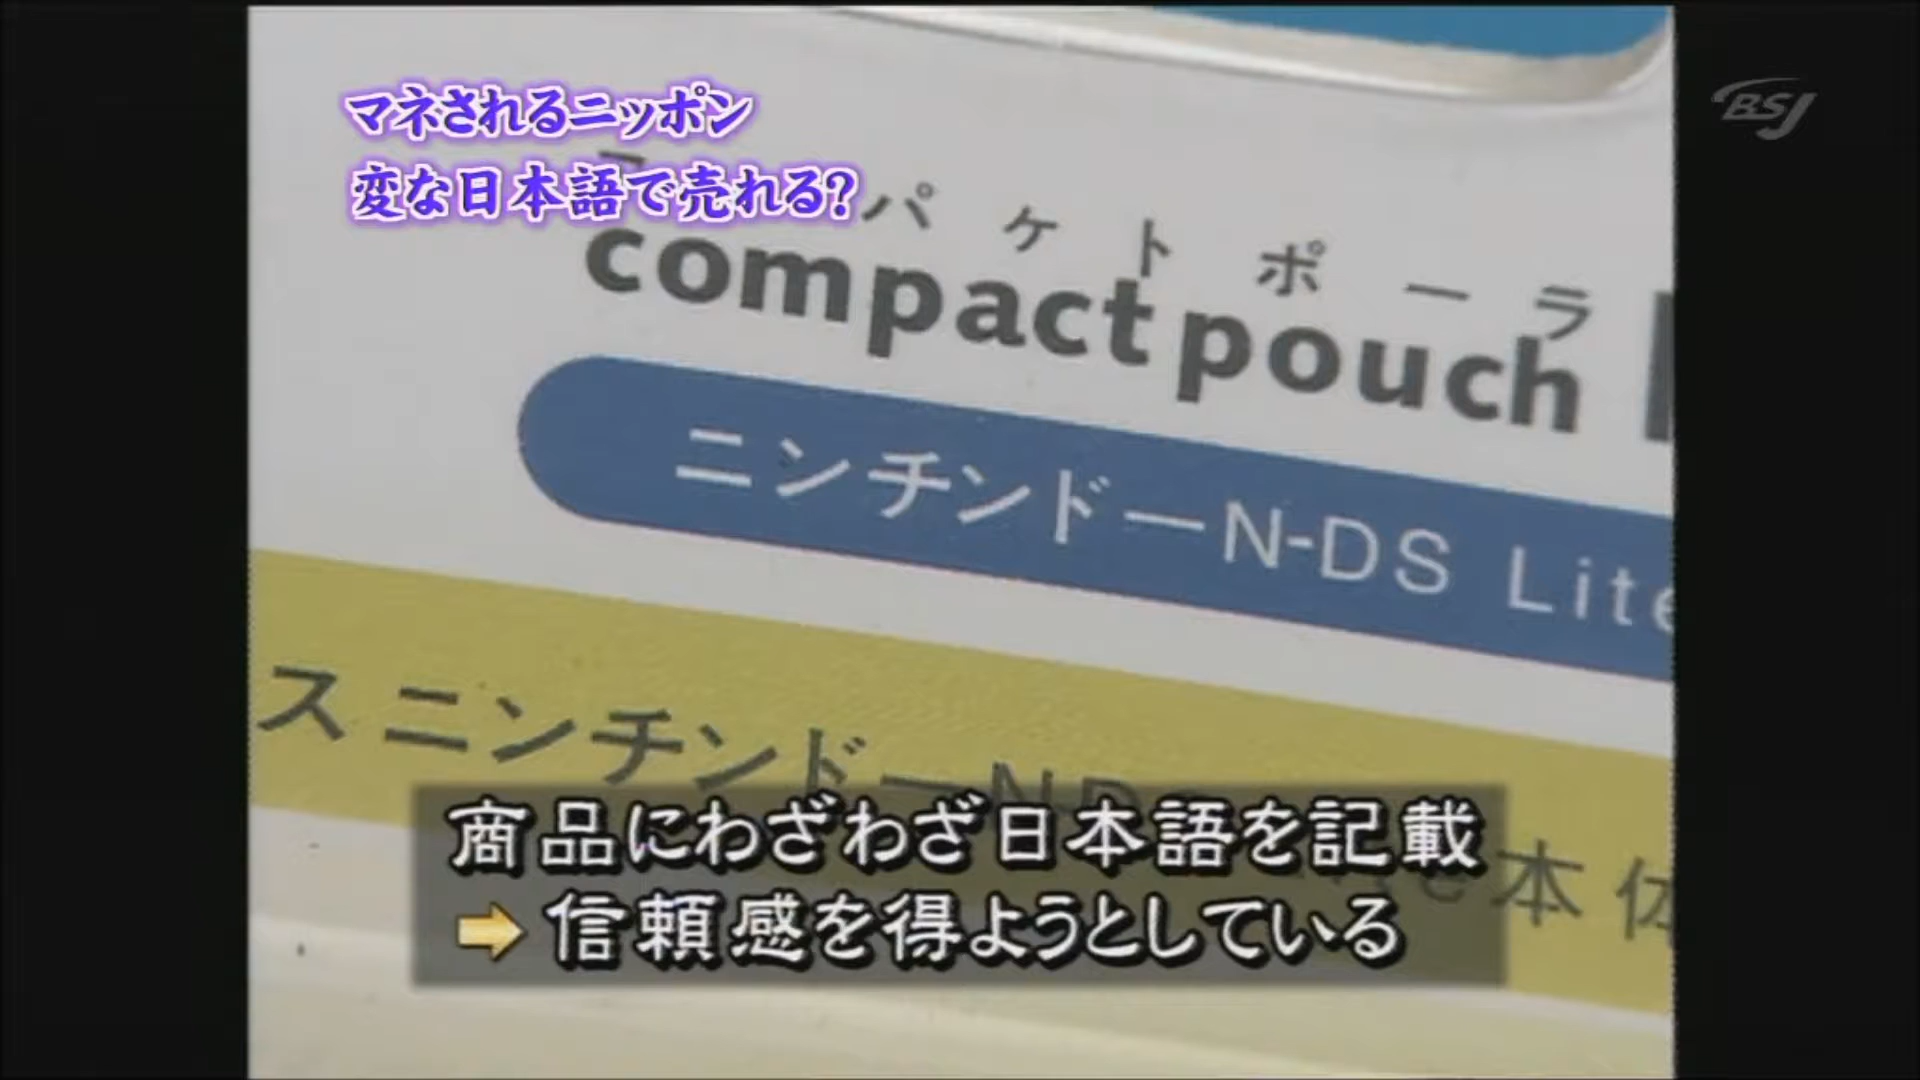 マネされるニッポン
変な日本語で売れる?
BSJ
パケトポーラ
compact pouch
ニンチンドーN-DS Lite
スニンチンドーN-DS
本体
商品にわざわざ日本語を記載
➡信頼感を得ようとしている